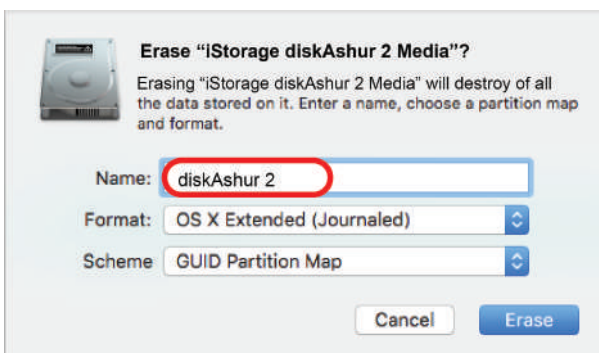 Erase “iStorage diskAshur 2 Media”?
Erasing “iStorage diskAshur 2 Media” will destroy of all
the data stored on it. Enter a name, choose a partition map
and format.
Name: diskAshur 2
Format: OS X Extended (Journaled)
Scheme GUID Partition Map
Cancel Erase